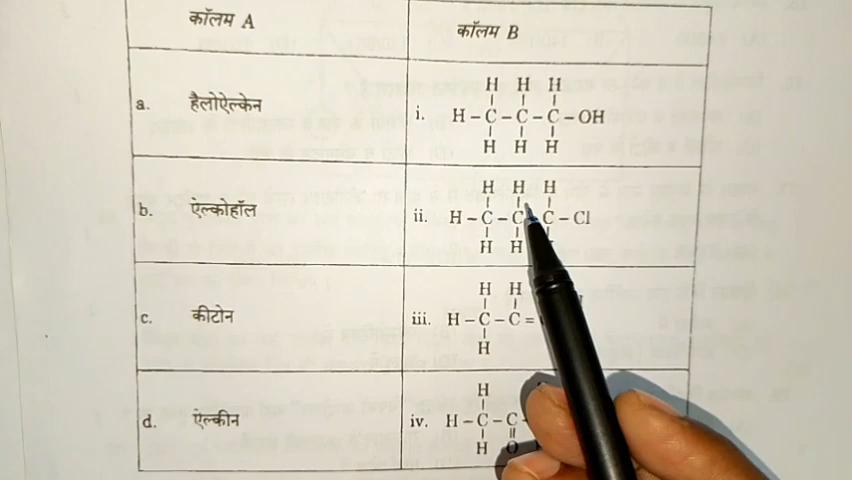 कॉलम A
कॉलम B
a. हैलोऐल्केन
H H H
i. H – C – C – C – OH
H H H
b. ऐल्कोहॉल
H H H
ii. H – C – C – C – Cl
H H
c. कीटोन
H H
iii. H – C – C =
H
d. ऐल्कीन
H
iv. H – C – C –
H O